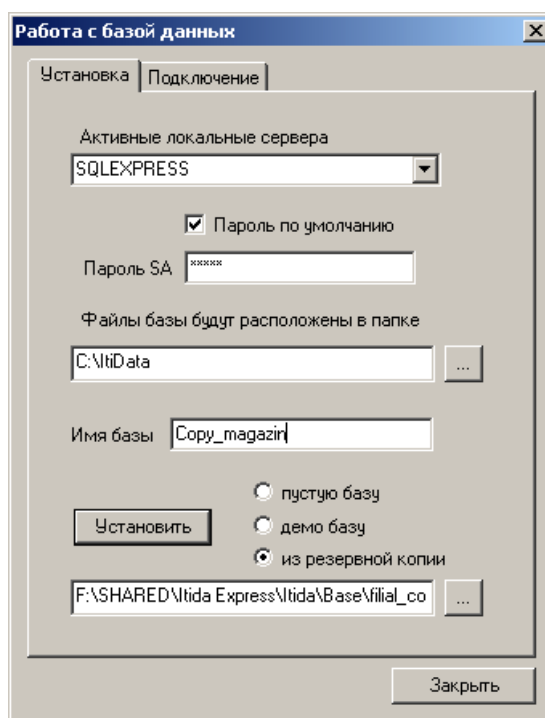 Работа с базой данных
Установка Подключение
Активные локальные сервера
SQLEXPRESS
Пароль по умолчанию
Пароль SA *****
Файлы базы будут расположены в папке
C:\ItiData ...
Имя базы Copy_magazin
пустую базу
Установить демо базу
из резервной копии
F:\SHARED\Itida Express\Itida\Base\filial_co ...
Закрыть